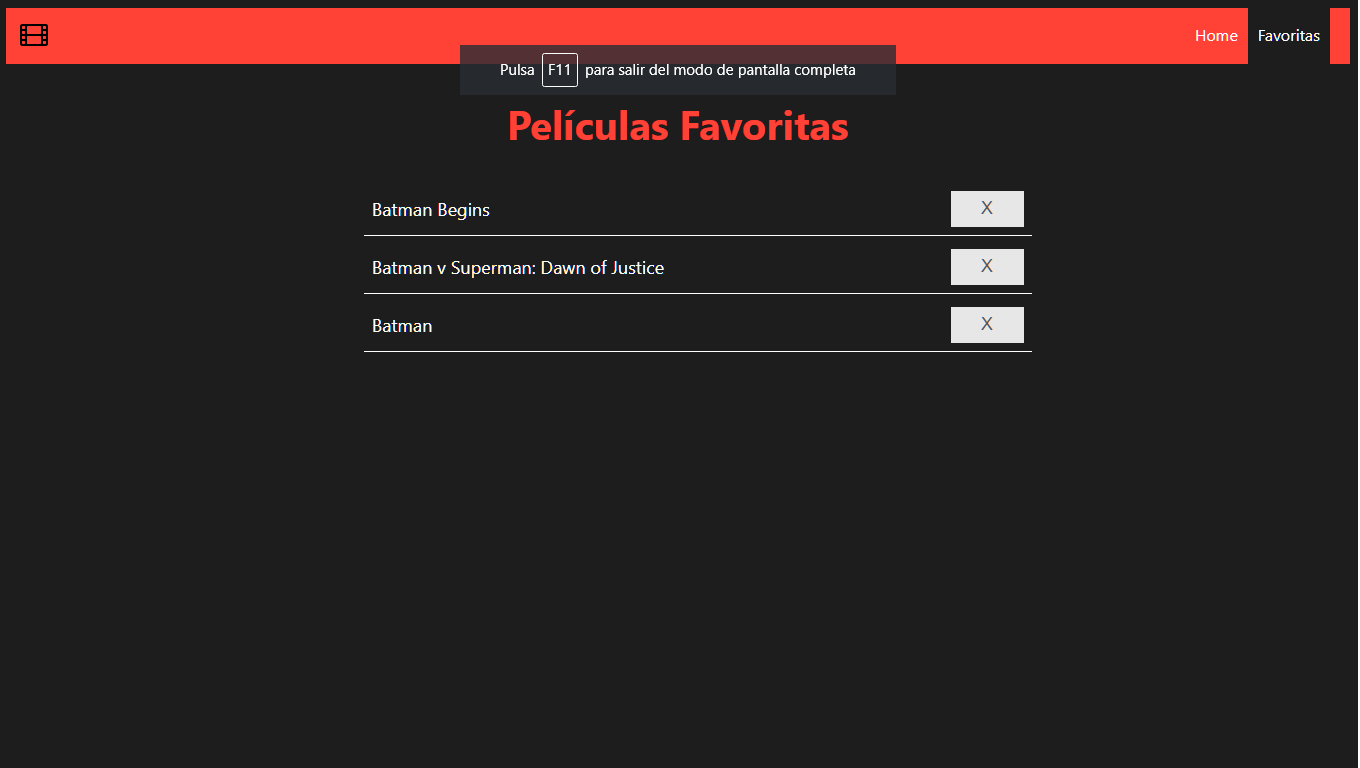 Home Favoritas
Pulsa F11 para salir del modo de pantalla completa
Películas Favoritas
Batman Begins X
Batman v Superman: Dawn of Justice X
Batman X